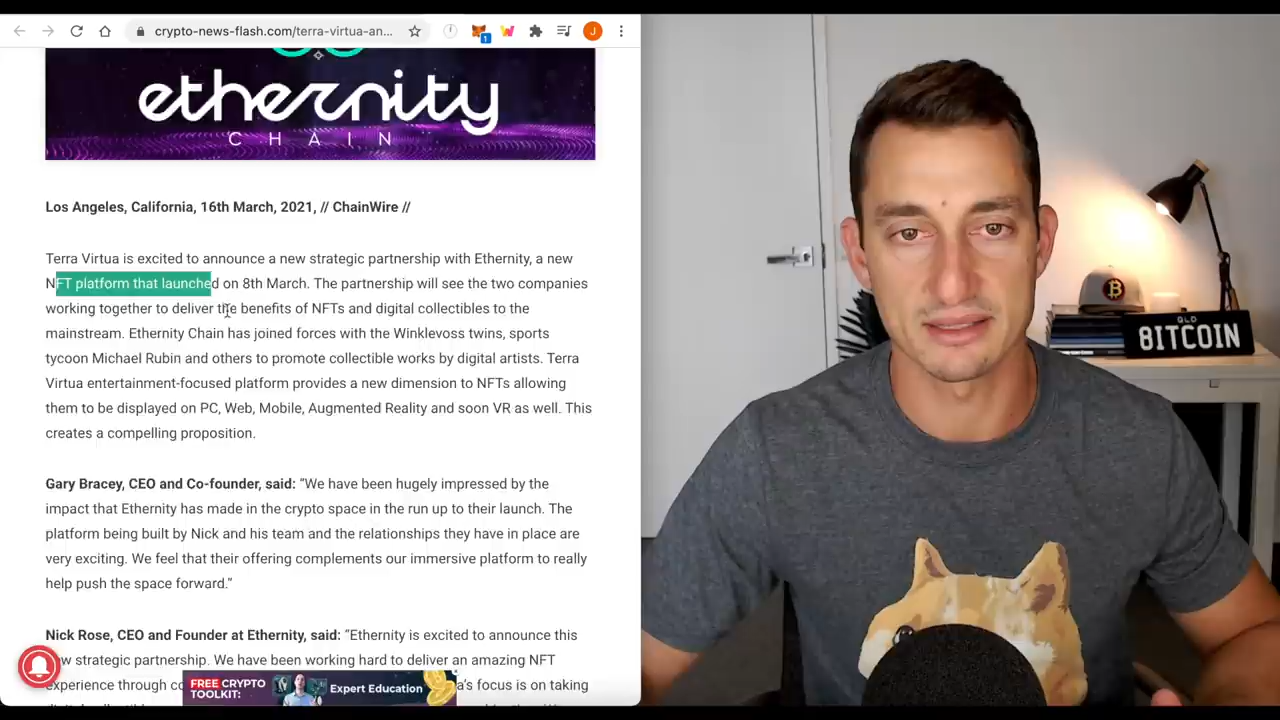 crypto-news-flash.com/terra-virtua-an...
J
1
ethernity
CHAIN
Los Angeles, California, 16th March, 2021, // ChainWire //
Terra Virtua is excited to announce a new strategic partnership with Ethernity, a new
NFT platform that launched on 8th March. The partnership will see the two companies
working together to deliver the benefits of NFTs and digital collectibles to the
mainstream. Ethernity Chain has joined forces with the Winklevoss twins, sports
tycoon Michael Rubin and others to promote collectible works by digital artists. Terra
Virtua entertainment-focused platform provides a new dimension to NFTs allowing
them to be displayed on PC, Web, Mobile, Augmented Reality and soon VR as well. This
creates a compelling proposition.
Gary Bracey, CEO and Co-founder, said: “We have been hugely impressed by the
impact that Ethernity has made in the crypto space in the run up to their launch. The
platform being built by Nick and his team and the relationships they have in place are
very exciting. We feel that their offering complements our immersive platform to really
help push the space forward.”
Nick Rose, CEO and Founder at Ethernity, said: “Ethernity is excited to announce this
new strategic partnership. We have been working hard to deliver an amazing NFT
experience through
focus is on taking
FREE CRYPTO
TOOLKIT:
Expert Education
QLD
8ITCOIN